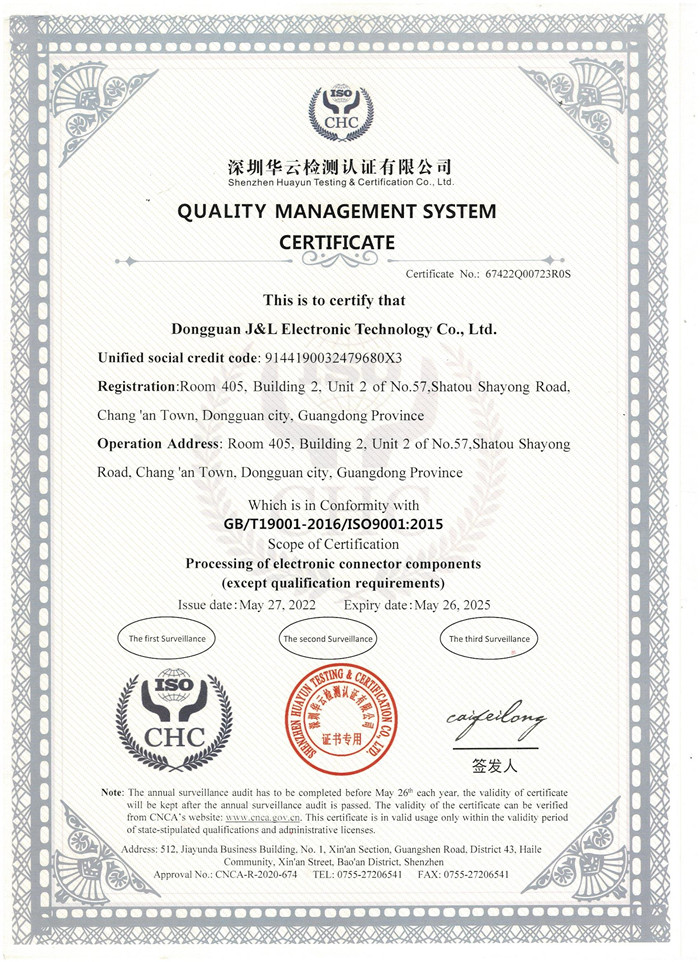 ISO
CHC
深圳华云检测认证有限公司
Shenzhen Huayun Testing & Certification Co., Ltd.
QUALITY MANAGEMENT SYSTEM
CERTIFICATE
Certificate No.: 67422Q00723R0S
This is to certify that
Dongguan J&L Electronic Technology Co., Ltd.
Unified social credit code: 9144190032479680X3
Registration:Room 405, Building 2, Unit 2 of No.57,Shatou Shayong Road,
Chang 'an Town, Dongguan city, Guangdong Province
Operation Address: Room 405, Building 2, Unit 2 of No.57,Shatou Shayong
Road, Chang 'an Town, Dongguan city, Guangdong Province
Which is in Conformity with
GB/T19001-2016/ISO9001:2015
Scope of Certification
Processing of electronic connector components
(except qualification requirements)
Issue date:May 27, 2022 Expiry date:May 26, 2025
The first Surveillance The second Surveillance The third Surveillance
ISO
CHC
SHENZHEN HUAYUN TESTING & CERTIFICATION CO., LTD.
深圳华云检测认证有限公司
证书专用
caifeilong
签发人
Note: The annual surveillance audit has to be completed before May 26th each year, the validity of certificate
will be kept after the annual surveillance audit is passed. The validity of the certificate can be verified
from CNCA's website: www.cnca.gov.cn. This certificate is in valid usage only within the validity period
of state-stipulated qualifications and administrative licenses.
Address: 512, Jiayunda Business Building, No. 1, Xin'an Section, Guangshen Road, District 43, Haile
Community, Xin'an Street, Bao'an District, Shenzhen
Approval No.: CNCA-R-2020-674 TEL: 0755-27206541 FAX: 0755-27206541